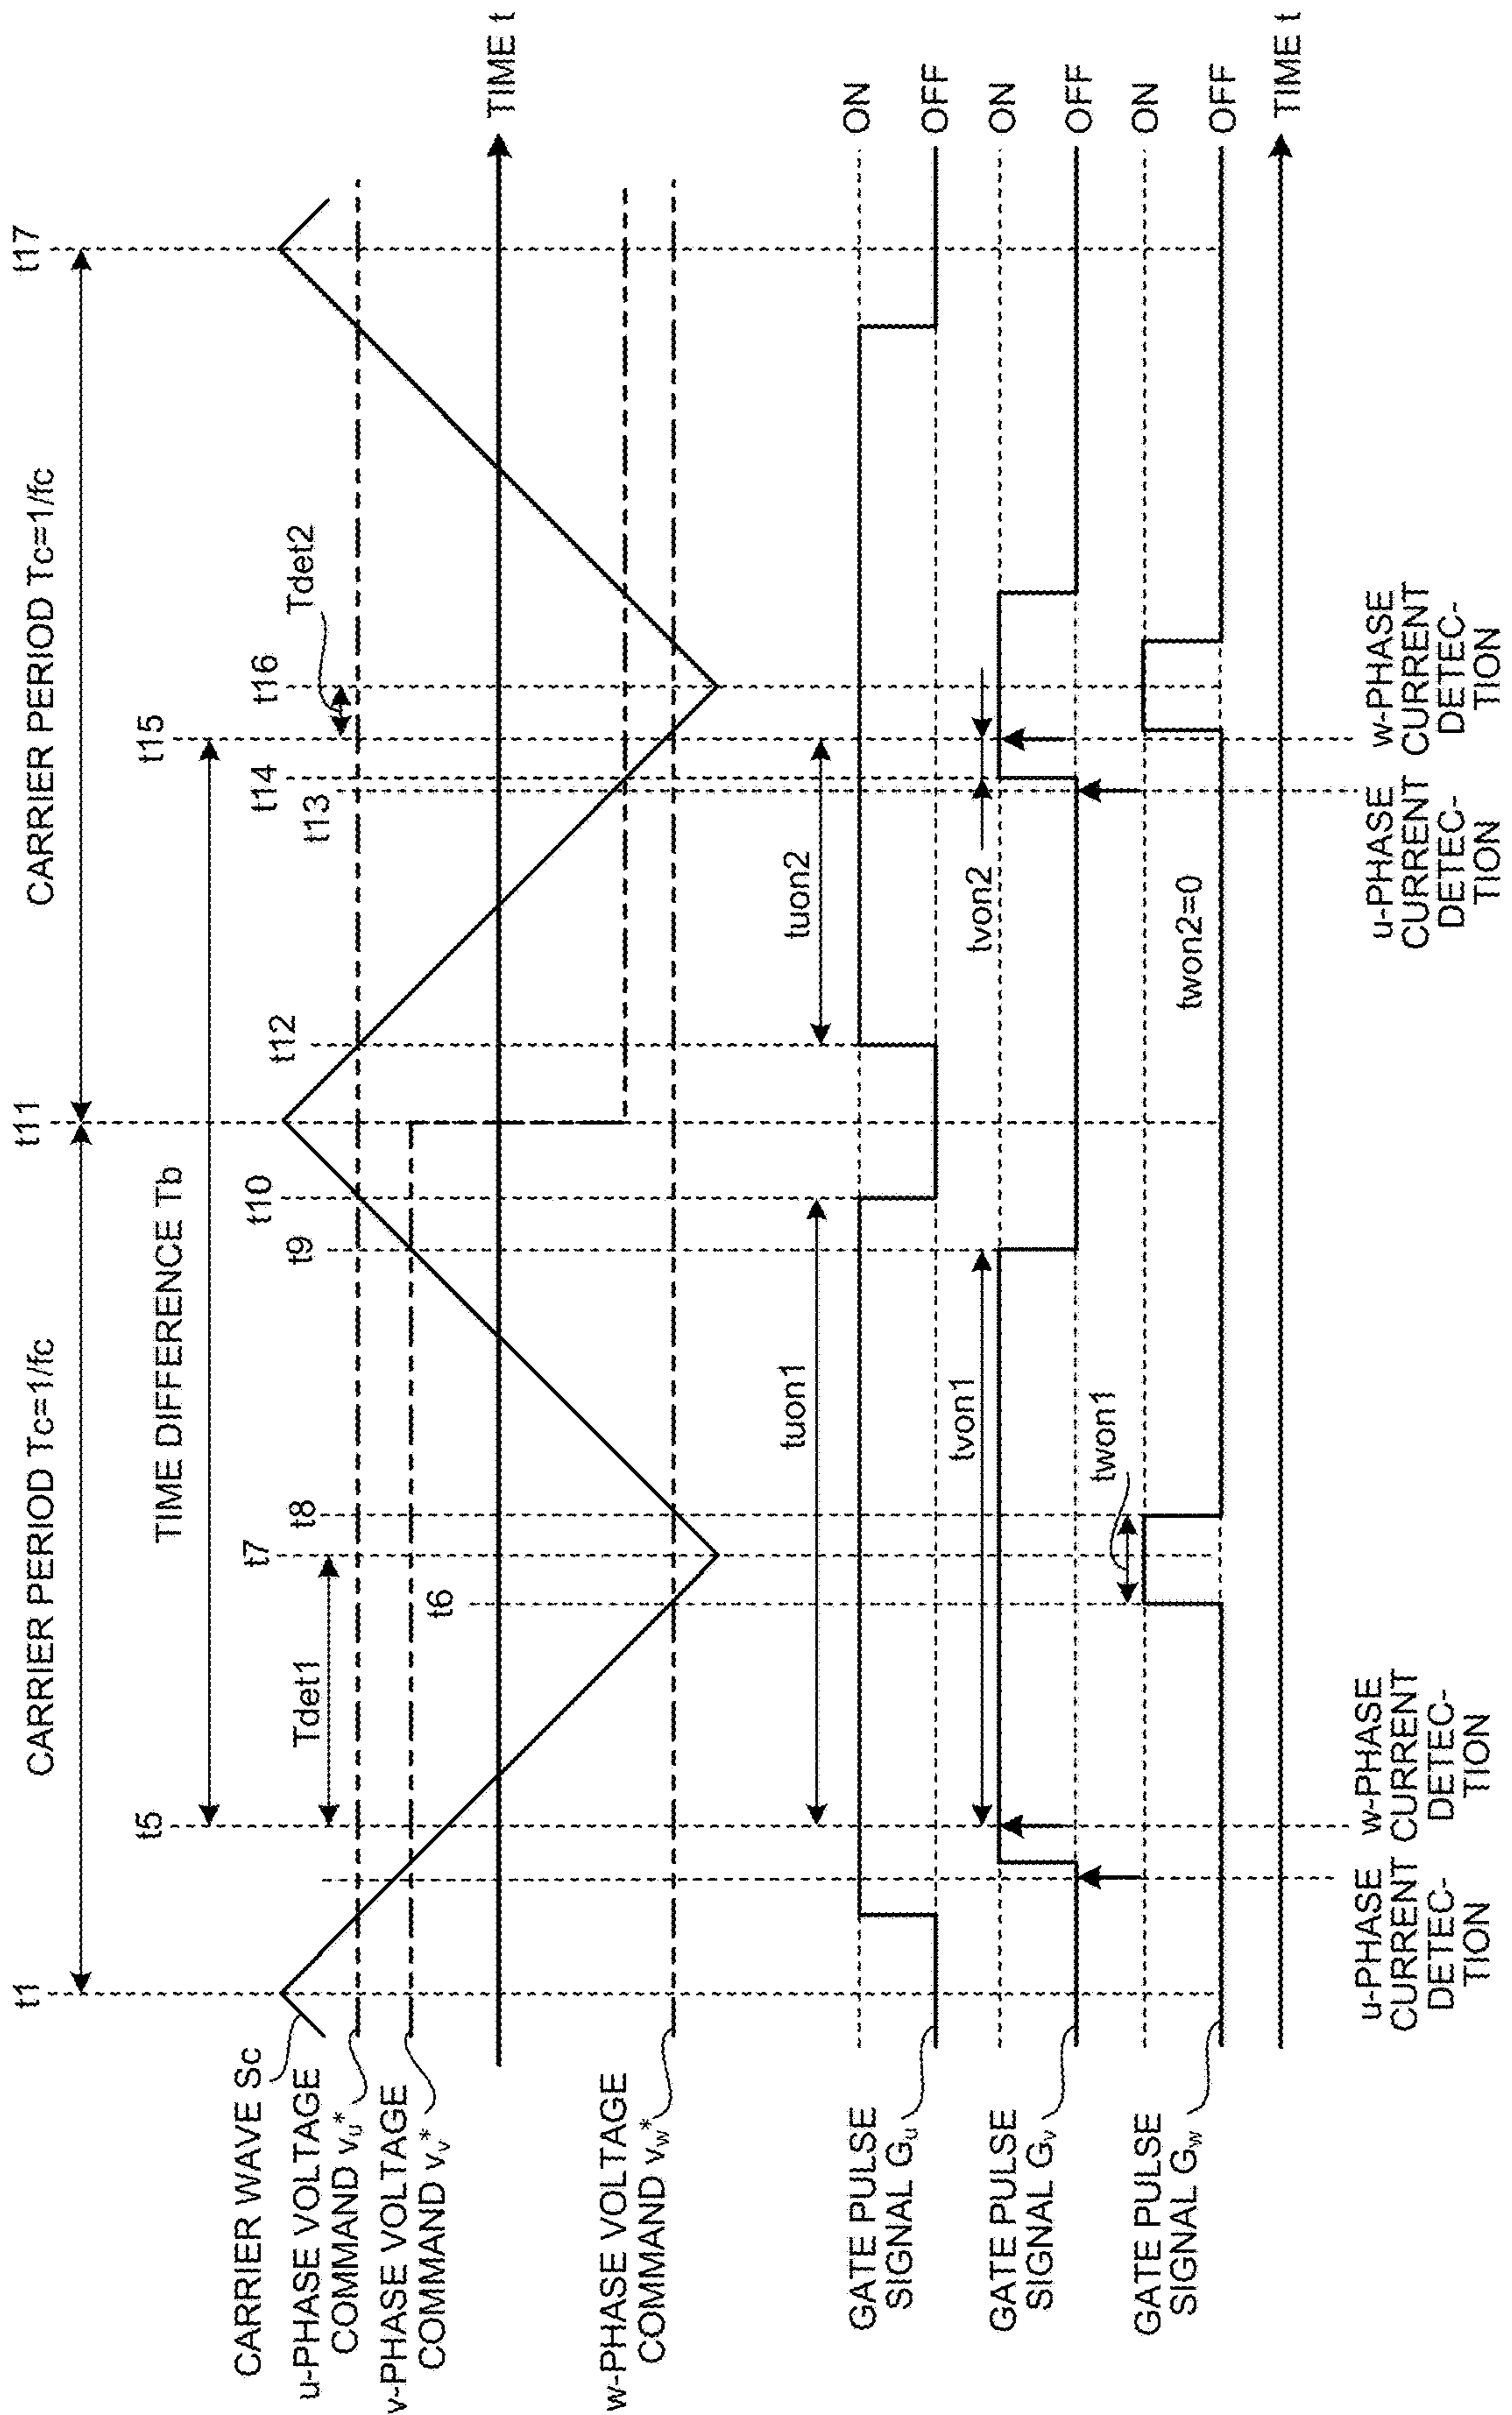 t1
t11
t17
CARRIER PERIOD Tc=1/fc
CARRIER PERIOD Tc=1/fc
t5
TIME DIFFERENCE Tb
t15
CARRIER WAVE Sc
t7
t10
t12
t14
t16
Tdet1
t8
t9
t13
Tdet2
u-PHASE VOLTAGE
COMMAND vu*
v-PHASE VOLTAGE
COMMAND vv*
t6
TIME t
w-PHASE VOLTAGE
COMMAND vw*
tuon1
tuon2
GATE PULSE
SIGNAL Gu
ON
OFF
tvon1
tvon2
GATE PULSE
SIGNAL Gv
ON
OFF
twon1
twon2=0
GATE PULSE
SIGNAL Gw
ON
OFF
TIME t
u-PHASE
CURRENT
DETEC-
TION
w-PHASE
CURRENT
DETEC-
TION
u-PHASE
CURRENT
DETEC-
TION
w-PHASE
CURRENT
DETEC-
TION